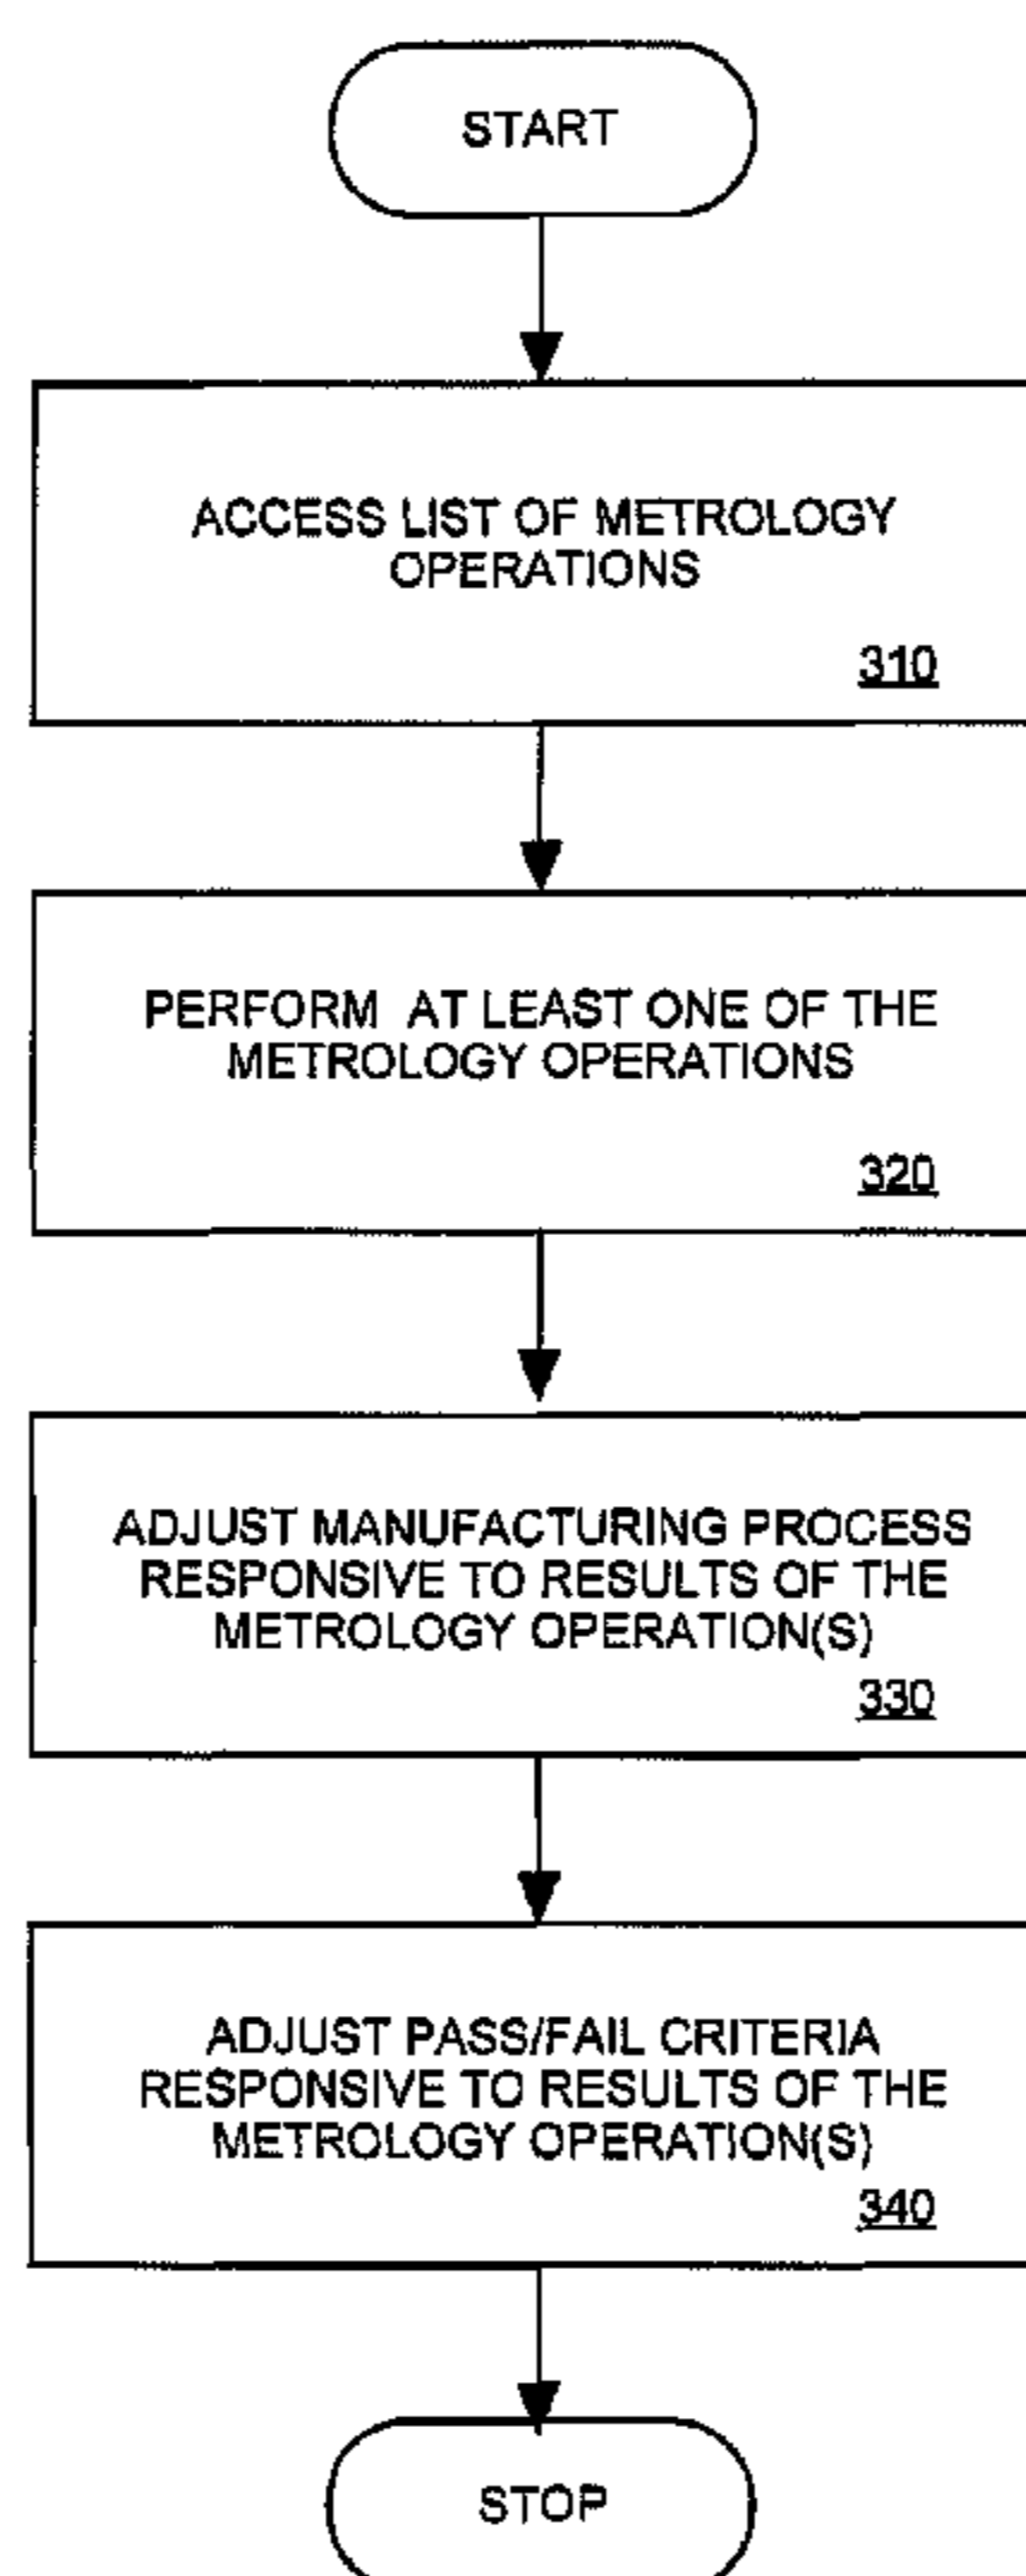 START
ACCESS LIST OF METROLOGY
OPERATIONS
310
PERFORM AT LEAST ONE OF THE
METROLOGY OPERATIONS
320
ADJUST MANUFACTURING PROCESS
RESPONSIVE TO RESULTS OF THE
METROLOGY OPERATION(S)
330
ADJUST PASS/FAIL CRITERIA
RESPONSIVE TO RESULTS OF THE
METROLOGY OPERATION(S)
340
STOP